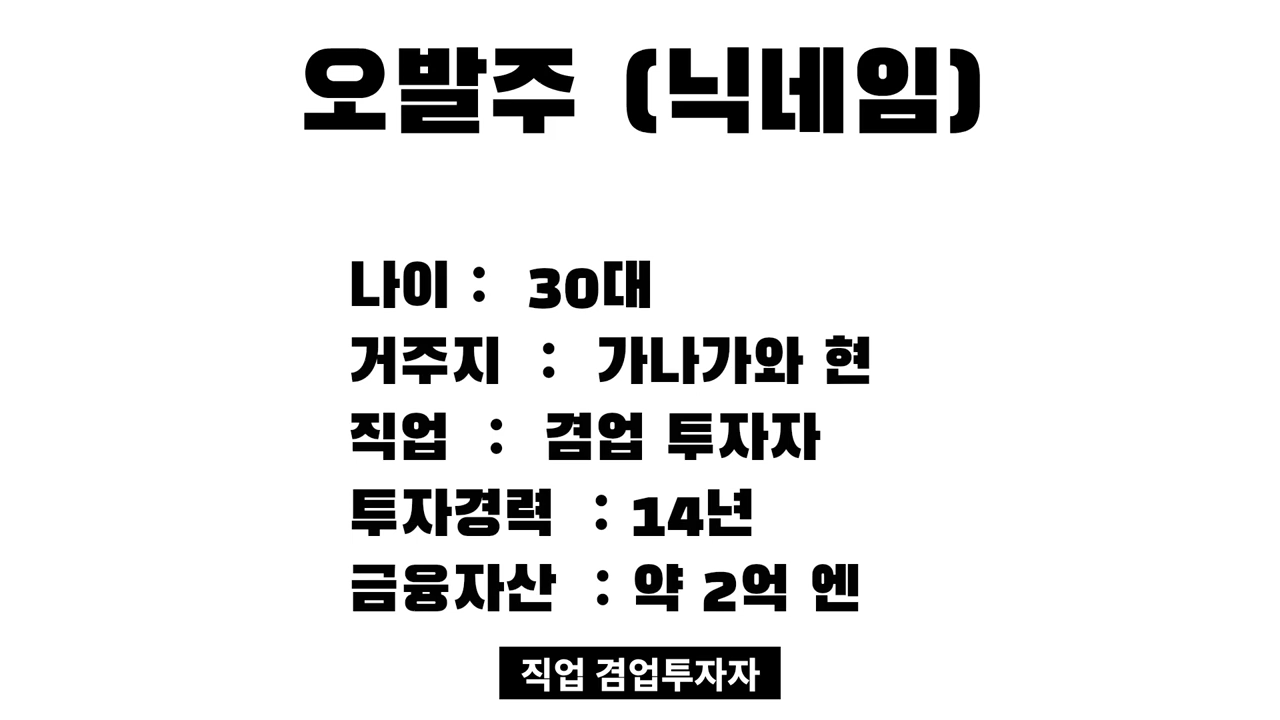 오발주 (닉네임)
나이 : 30대
거주지 : 가나가와 현
직업 : 겸업 투자자
투자경력 : 14년
금융자산 : 약 2억 엔
직업 겸업투자자